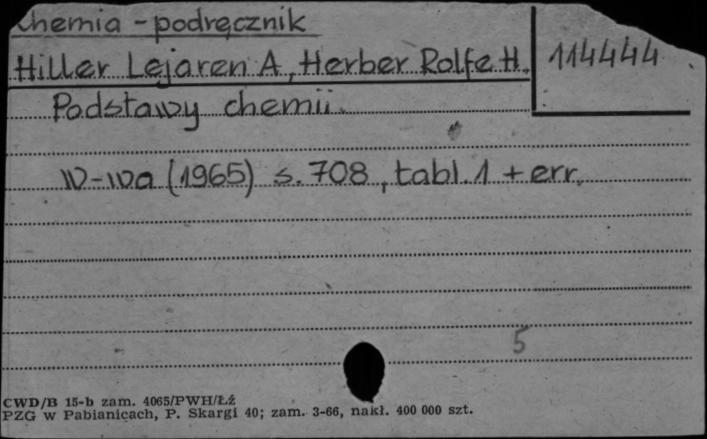 Chemia - podręcznik
Hiller Lejaren A, Herber Rolfe H. 114444
Podstawy chemii.
W-wa (1965) s. 708, tabl. 1 + err.
5
CWD/B 15-b zam. 4065/PWH/Łź
PZG w Pabianicach, P. Skargi 40; zam. 3-66, nakł. 400 000 szt.